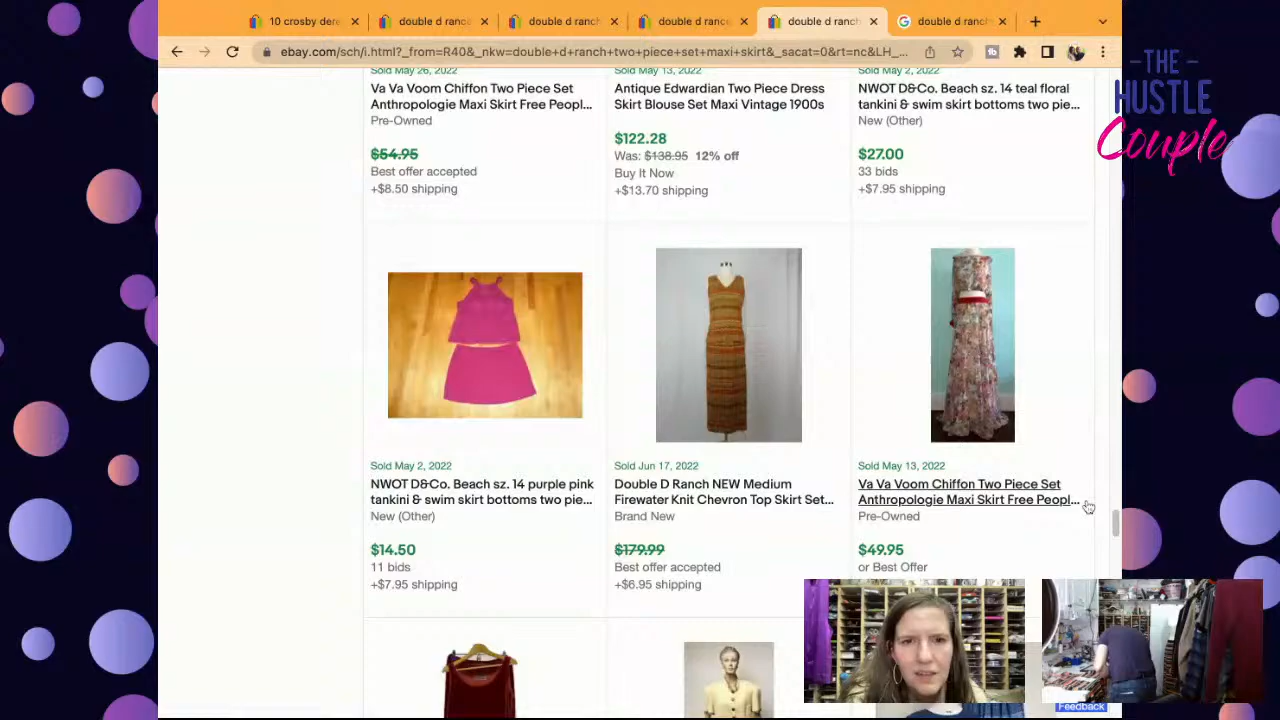 10 crosby dere
double d ranc
double d ranc
double d ranc
double d ranch
double d ranch
ebay.com/sch/i.html?_from=R40&_nkw=double+d+ranch+two+piece+set+maxi+skirt&_sacat=0&rt=nc&LH_...
- THE -
HUSTLE
Couple
Sold May 26, 2022
Va Va Voom Chiffon Two Piece Set
Anthropologie Maxi Skirt Free Peopl...
Pre-Owned
$54.95
Best offer accepted
+$8.50 shipping
Sold May 13, 2022
Antique Edwardian Two Piece Dress
Skirt Blouse Set Maxi Vintage 1900s
$122.28
Was: $138.95 12% off
Buy It Now
+$13.70 shipping
Sold May 2, 2022
NWOT D&Co. Beach sz. 14 teal floral
tankini & swim skirt bottoms two pie...
New (Other)
$27.00
33 bids
+$7.95 shipping
Sold May 2, 2022
NWOT D&Co. Beach sz. 14 purple pink
tankini & swim skirt bottoms two pie...
New (Other)
$14.50
11 bids
+$7.95 shipping
Sold Jun 17, 2022
Double D Ranch NEW Medium
Firewater Knit Chevron Top Skirt Set...
Brand New
$179.99
Best offer accepted
+$6.95 shipping
Sold May 13, 2022
Va Va Voom Chiffon Two Piece Set
Anthropologie Maxi Skirt Free Peopl...
Pre-Owned
$49.95
or Best Offer
Feedback